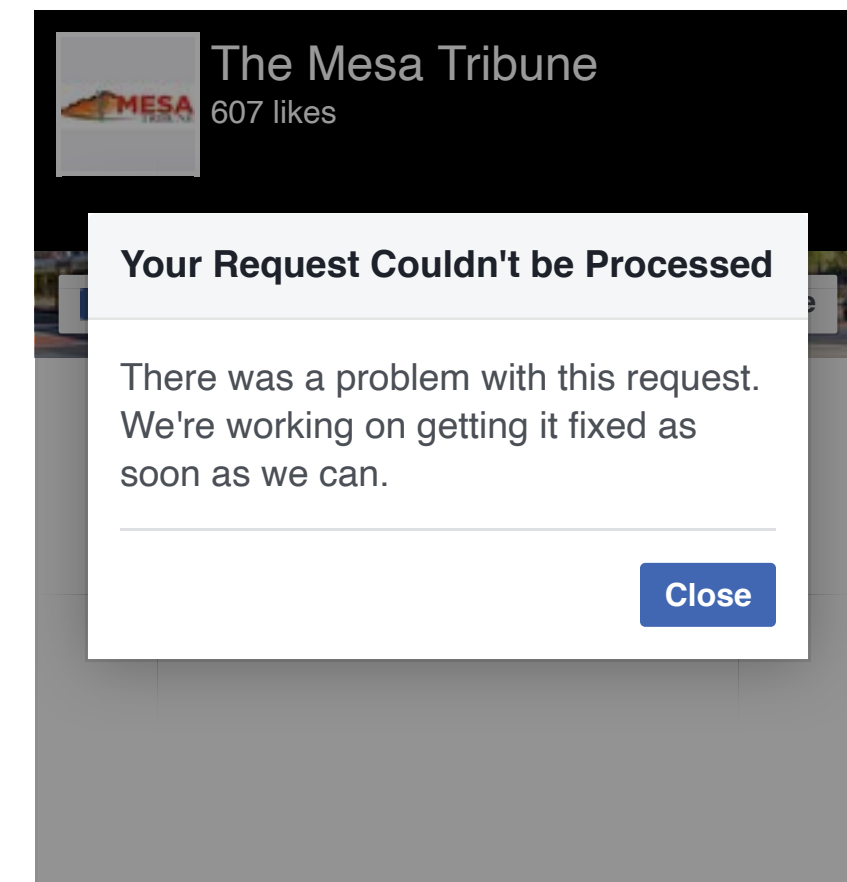 The Mesa Tribune
607 likes
MESA
TRIBUNE
Your Request Couldn't be Processed
There was a problem with this request.
We're working on getting it fixed as
soon as we can.
Close